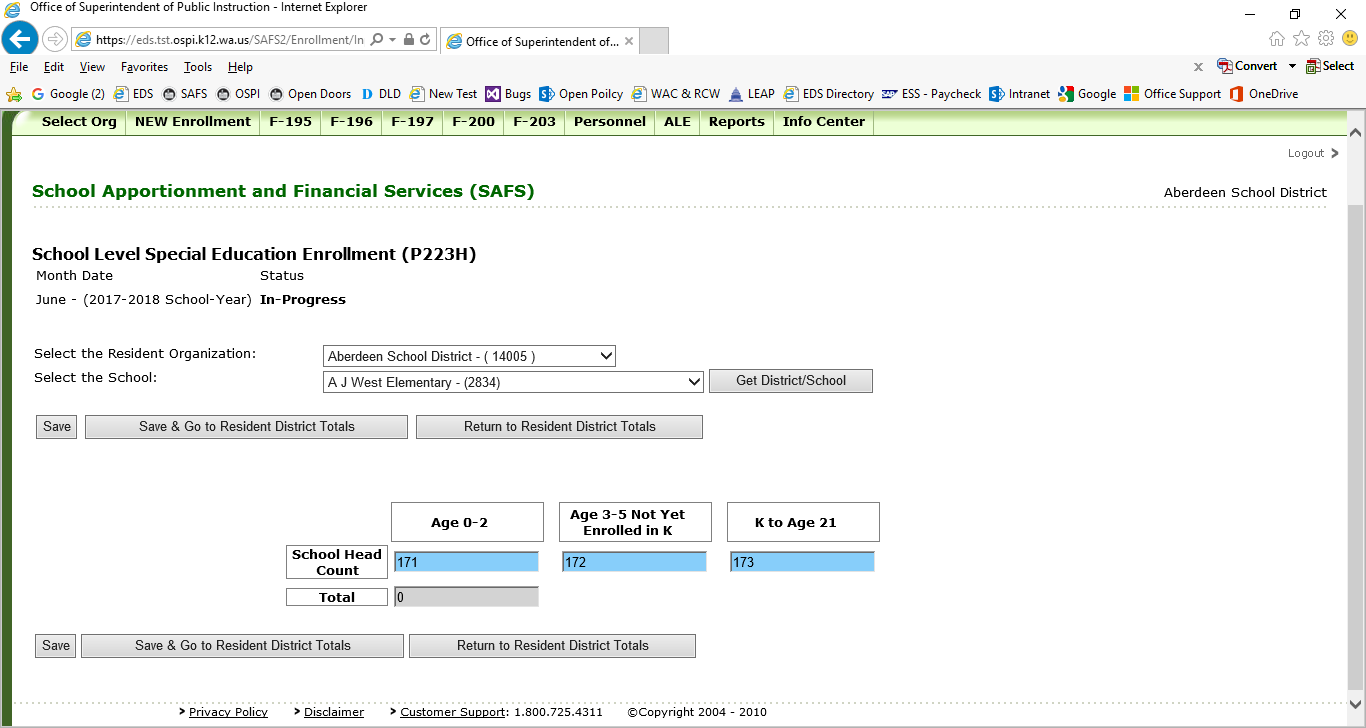 Office of Superintendent of Public Instruction - Internet Explorer
https://eds.tst.ospi.k12.wa.us/SAFS2/Enrollment/In Office of Superintendent of...
File Edit View Favorites Tools Help x Convert Select
Google (2) EDS SAFS OSPI Open Doors D DLD New Test Bugs Open Poilcy WAC & RCW LEAP EDS Directory ESS - Paycheck Intranet Google Office Support OneDrive
Select Org NEW Enrollment F-195 F-196 F-197 F-200 F-203 Personnel ALE Reports Info Center
Logout
School Apportionment and Financial Services (SAFS) Aberdeen School District
School Level Special Education Enrollment (P223H)
Month Date Status
June - (2017-2018 School-Year) In-Progress
Select the Resident Organization: Aberdeen School District - ( 14005 )
Select the School: A J West Elementary - (2834) Get District/School
Save Save & Go to Resident District Totals Return to Resident District Totals
Age 0-2 Age 3-5 Not Yet Enrolled in K K to Age 21
School Head Count 171 172 173
Total 0
Save Save & Go to Resident District Totals Return to Resident District Totals
Privacy Policy Disclaimer Customer Support: 1.800.725.4311 ©Copyright 2004 - 2010